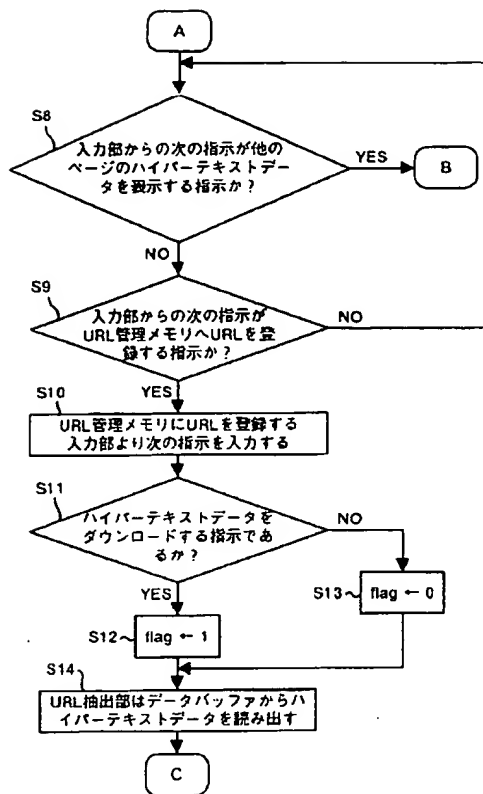 A
S8
入力部からの次の指示が他の
ページのハイパーテキストデー
タを表示する指示か？
YES
B
NO
S9
入力部からの次の指示が
URL管理メモリへURLを登
録する指示か？
NO
YES
S10
URL管理メモリにURLを登録する
入力部より次の指示を入力する
S11
ハイパーテキストデータを
ダウンロードする指示であ
るか？
NO
YES
S12
flag ← 1
S13
flag ← 0
S14
URL抽出部はデータバッファからハ
イパーテキストデータを読み出す
C